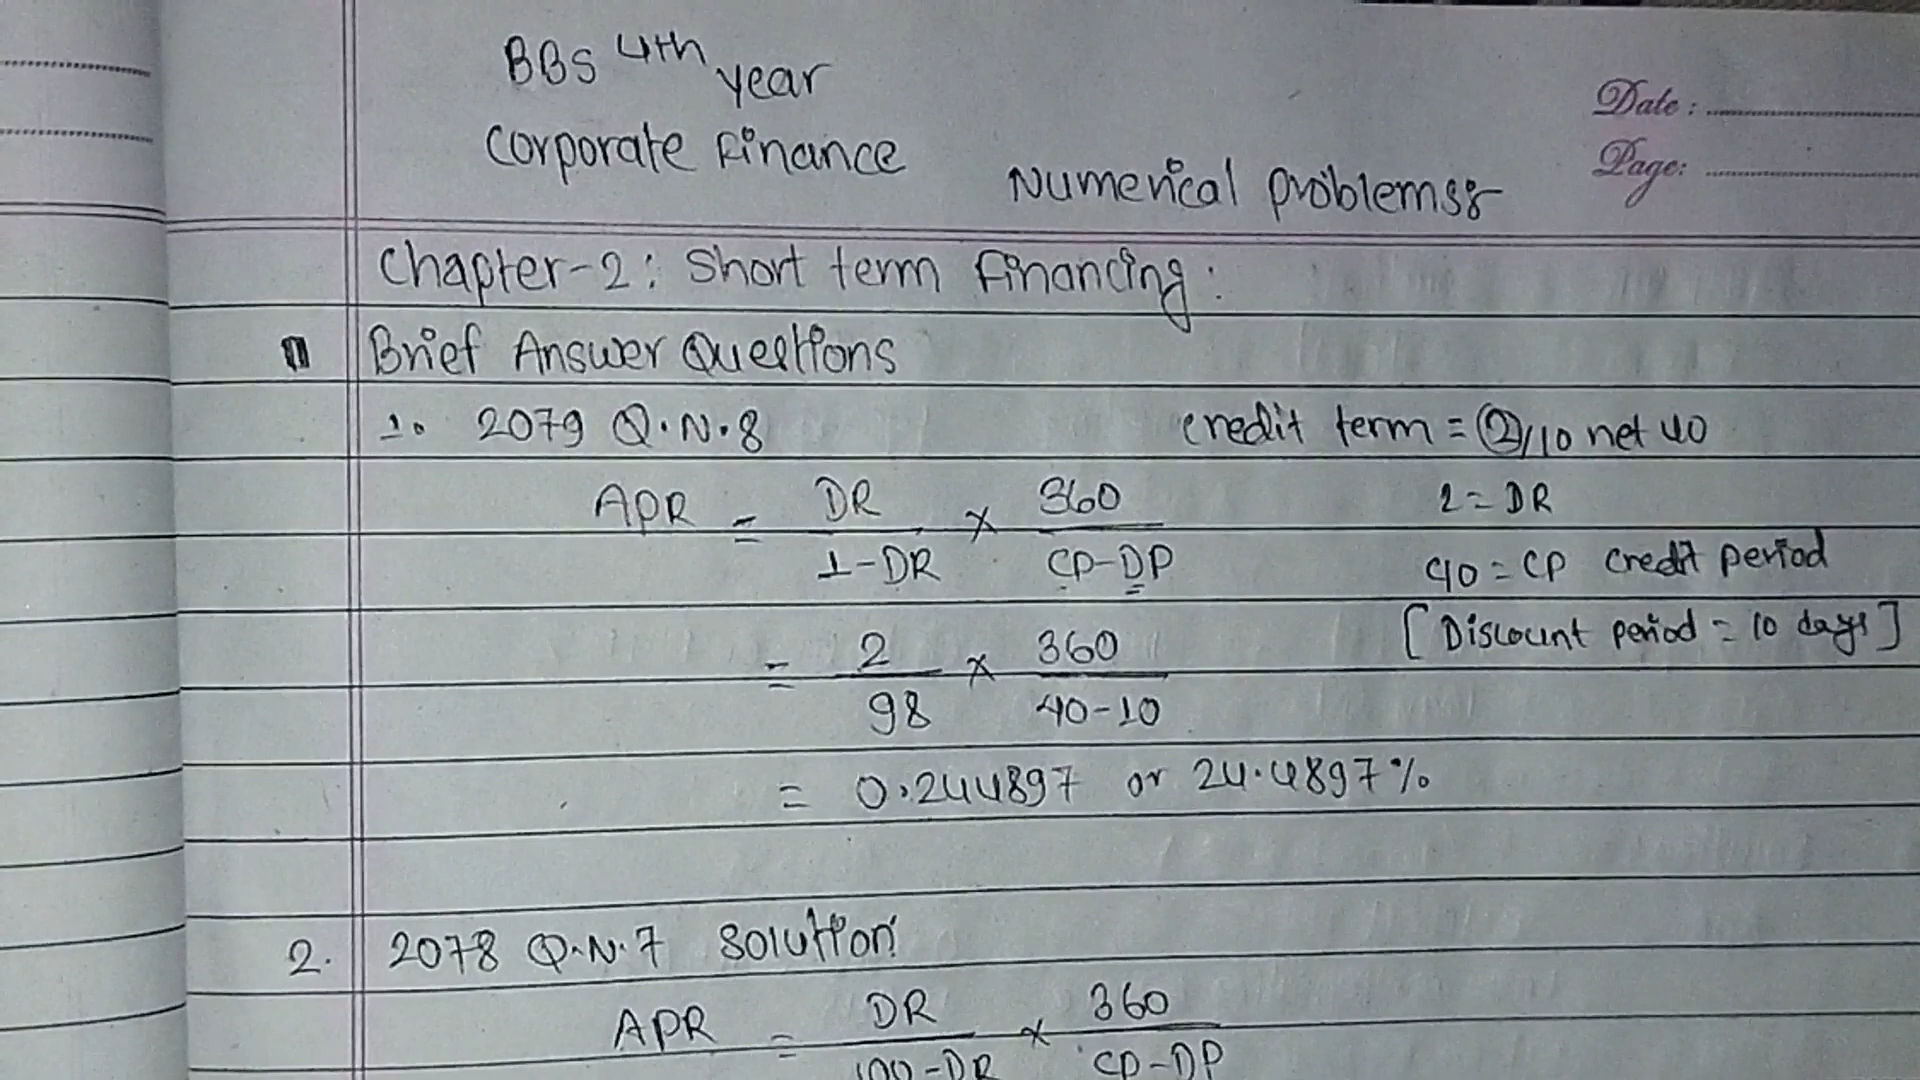 BBS 4th year
Corporate Finance
Numerical problems:-
Date :
Page:
Chapter-2: Short term Financing:
Brief Answer Questions
1. 2079 Q.N.8 credit term = 2/10 net 40
APR = DR / 1-DR × 360 / CP-DP
2 = DR
40 = CP credit period
[Discount period = 10 days]
= 2 / 98 × 360 / 40-10
= 0.244897 or 24.4897%
2. 2078 Q.N.7 Solution:
APR = DR / 100-DR × 360 / CP-DP